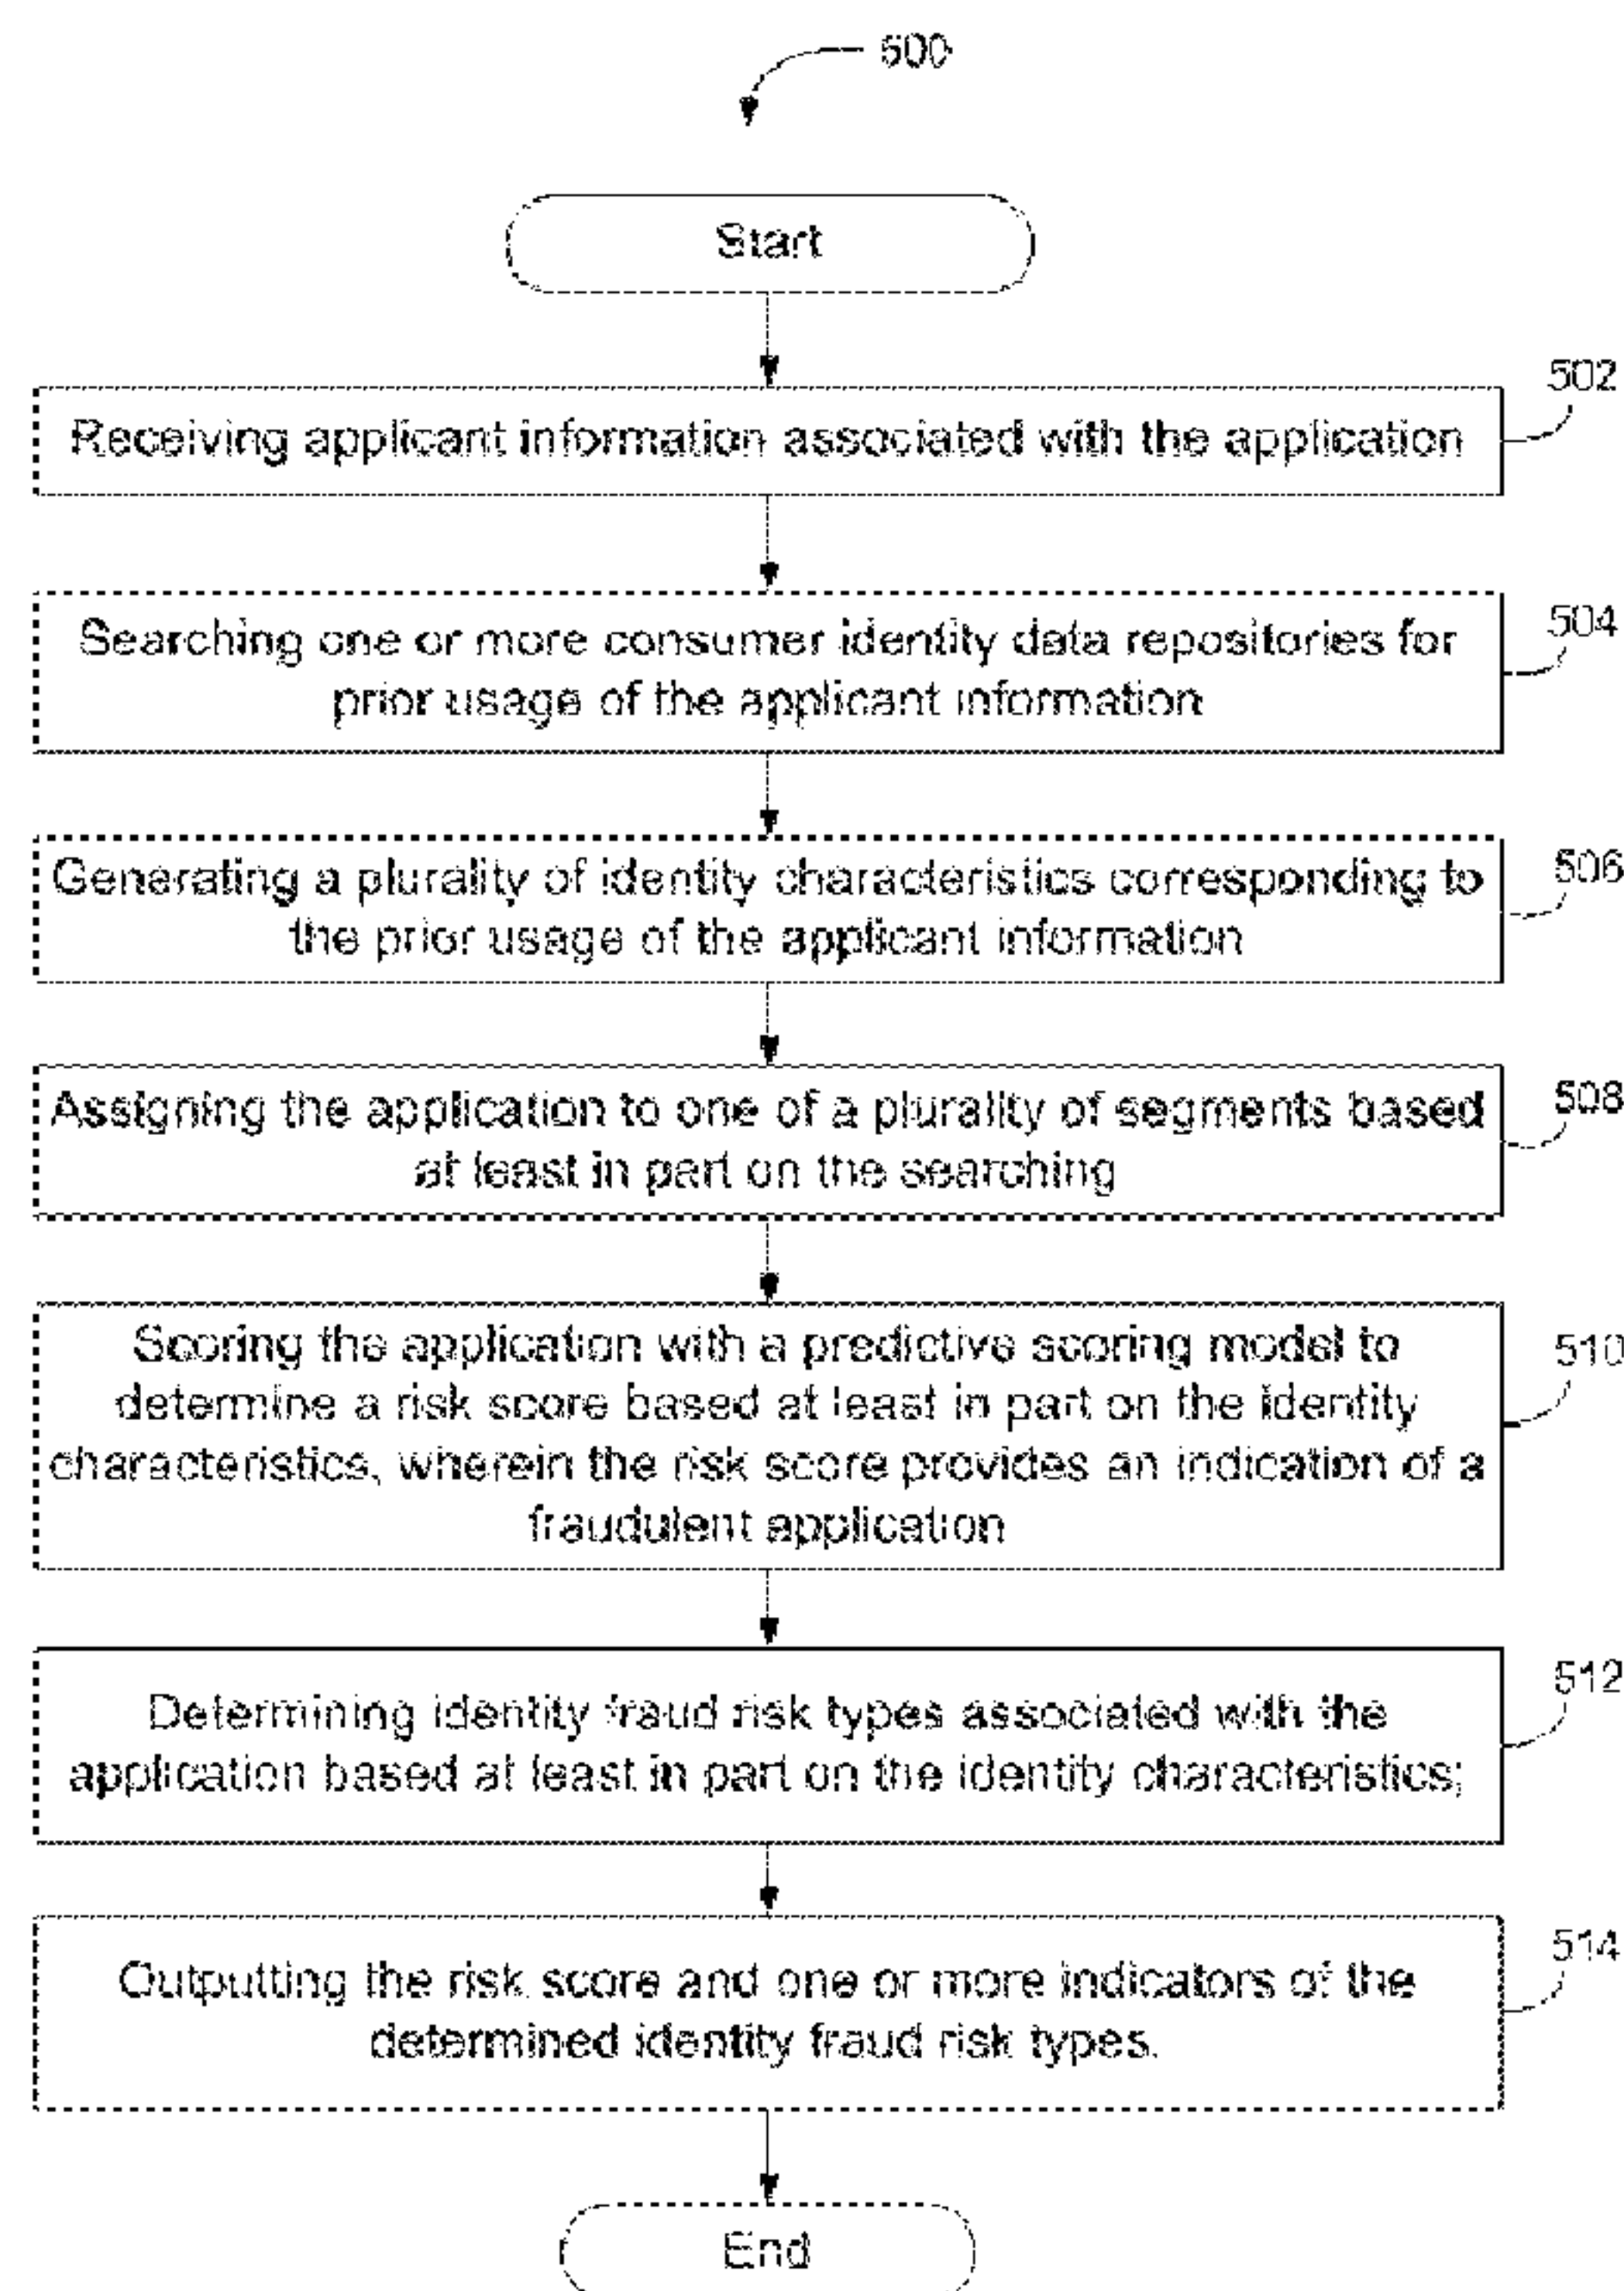 500
Start
502
Receiving applicant information associated with the application
504
Searching one or more consumer identity data repositories for
prior usage of the applicant information
506
Generating a plurality of identity characteristics corresponding to
the prior usage of the applicant information
508
Assigning the application to one of a plurality of segments based
at least in part on the searching
510
Scoring the application with a predictive scoring model to
determine a risk score based at least in part on the identity
characteristics, wherein the risk score provides an indication of a
fraudulent application
512
Determining identity fraud risk types associated with the
application based at least in part on the identity characteristics;
514
Outputting the risk score and one or more indicators of the
determined identity fraud risk types.
End